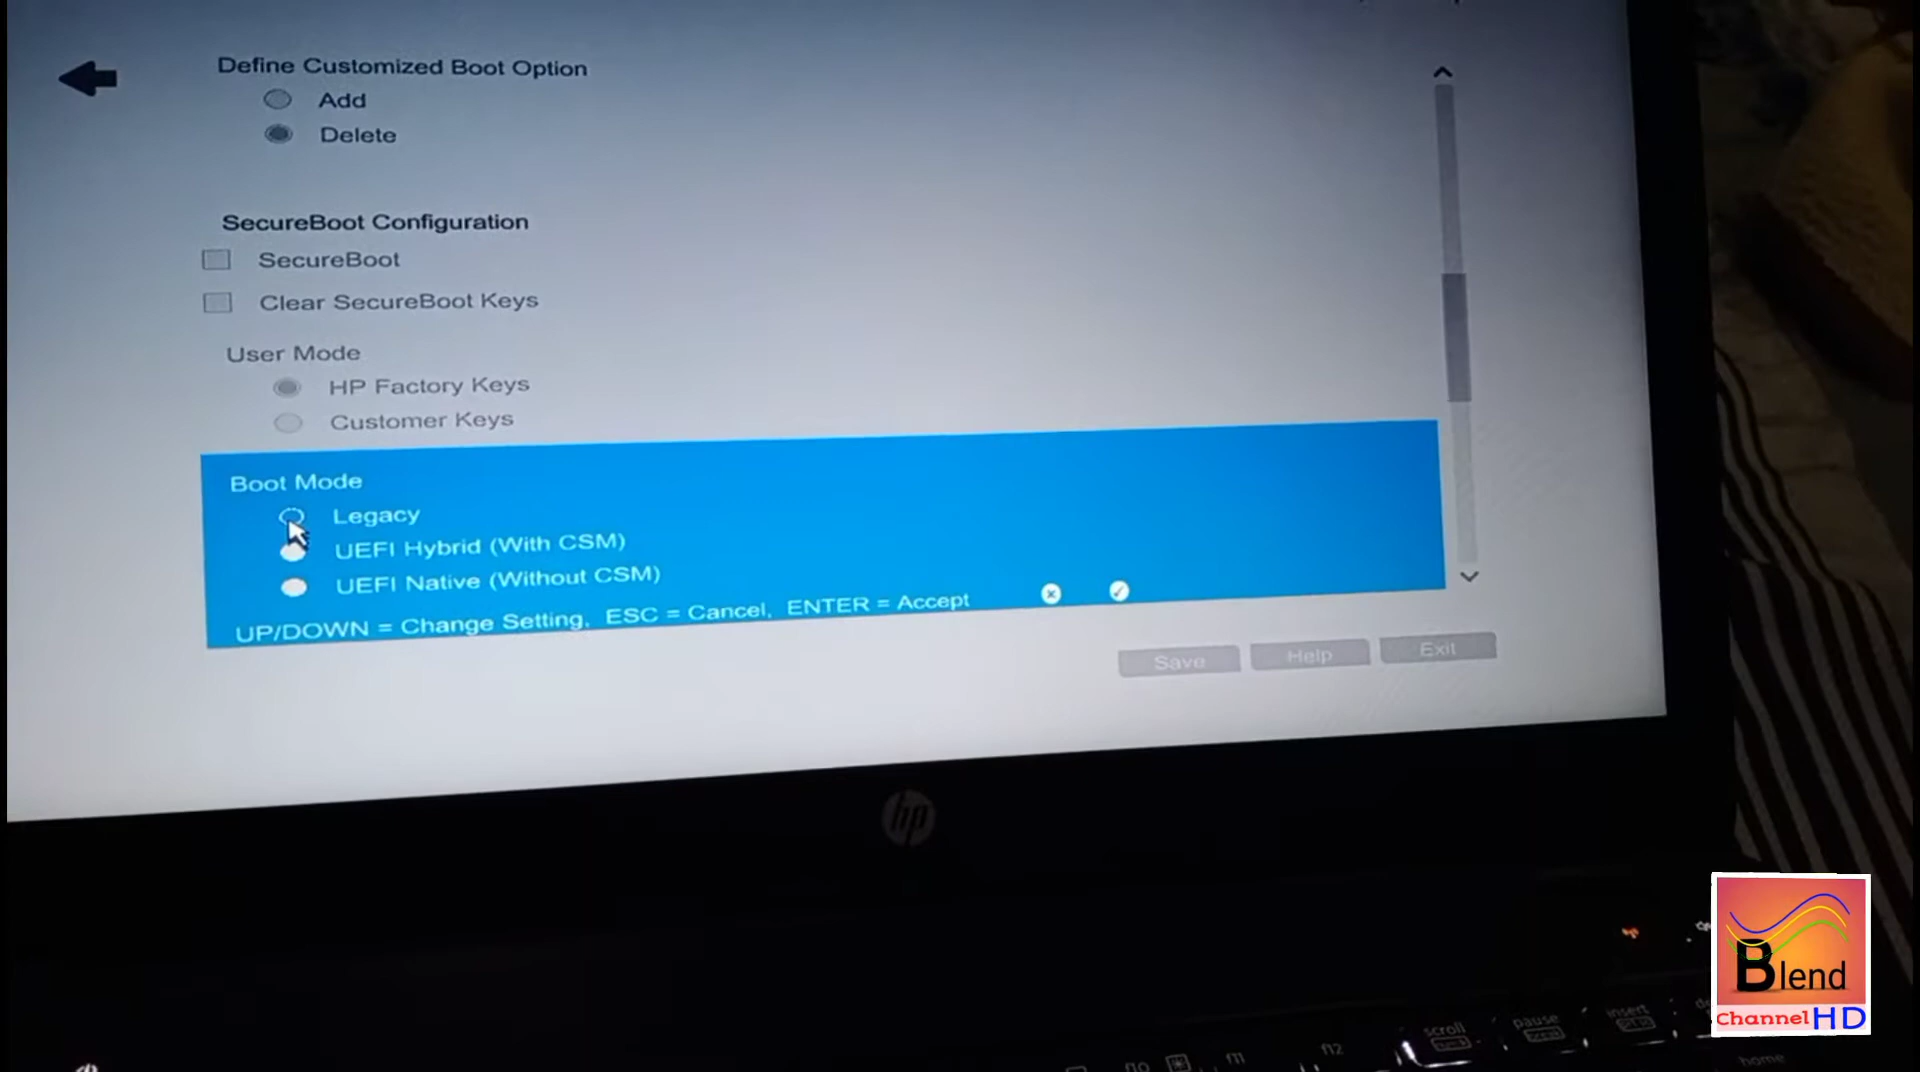 Define Customized Boot Option
Add
Delete
SecureBoot Configuration
SecureBoot
Clear SecureBoot Keys
User Mode
HP Factory Keys
Customer Keys
Boot Mode
Legacy
UEFI Hybrid (With CSM)
UEFI Native (Without CSM)
UP/DOWN = Change Setting, ESC = Cancel, ENTER = Accept
Save
Help
Exit
hp
Blend
Channel HD
scroll
pause
insert
f11
f12
home